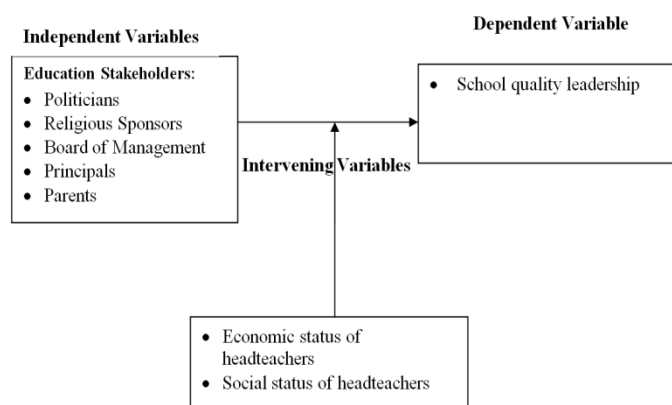 Independent Variables
Education Stakeholders:
• Politicians
• Religious Sponsors
• Board of Management
• Principals
• Parents
Dependent Variable
• School quality leadership
Intervening Variables
• Economic status of
headteachers
• Social status of headteachers